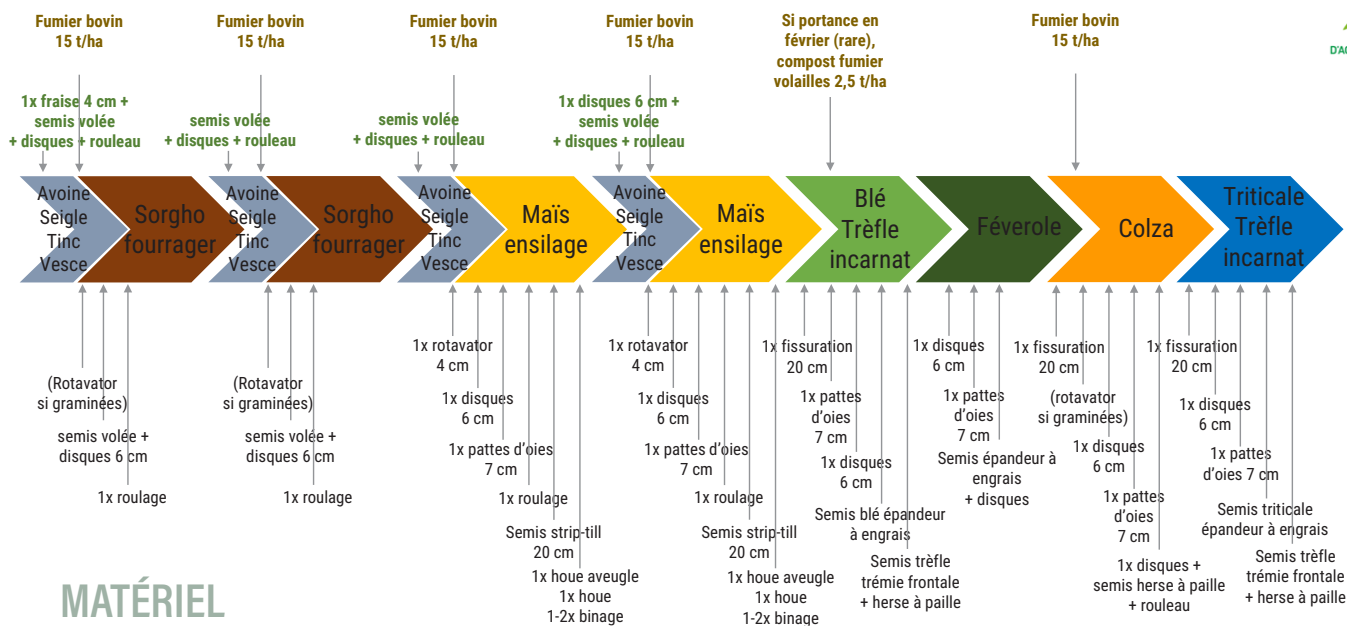 Fumier bovin
15 t/ha
Fumier bovin
15 t/ha
Fumier bovin
15 t/ha
Fumier bovin
15 t/ha
Si portance en
février (rare),
compost fumier
volailles 2,5 t/ha
Fumier bovin
15 t/ha
1x fraise 4 cm +
semis volée
+ disques + rouleau
semis volée
+ disques + rouleau
semis volée
+ disques + rouleau
1x disques 6 cm +
semis volée
+ disques + rouleau
Avoine
Seigle
Tinc
Vesce
Sorgho
fourrager
Avoine
Seigle
Tinc
Vesce
Sorgho
fourrager
Avoine
Seigle
Tinc
Vesce
Maïs
ensilage
Avoine
Seigle
Tinc
Vesce
Maïs
ensilage
Blé
Trèfle
incarnat
Féverole
Colza
Triticale
Trèfle
incarnat
(Rotavator
si graminées)
semis volée +
disques 6 cm
1x roulage
(Rotavator
si graminées)
semis volée +
disques 6 cm
1x roulage
1x rotavator
4 cm
1x disques
6 cm
1x pattes d'oies
7 cm
1x roulage
Semis strip-till
20 cm
1x houe aveugle
1x houe
1-2x binage
1x rotavator
4 cm
1x disques
6 cm
1x pattes d'oies
7 cm
1x roulage
Semis strip-till
20 cm
1x houe aveugle
1x houe
1-2x binage
1x fissuration
20 cm
1x pattes
d'oies
7 cm
1x disques
6 cm
Semis blé épandeur
à engrais
Semis trèfle
trémie frontale
+ herse à paille
1x disques
6 cm
1x pattes
d'oies
7 cm
Semis épandeur à
engrais
+ disques
1x fissuration
20 cm
(rotavator
si graminées)
1x disques
6 cm
1x pattes
d'oies
7 cm
1x disques +
semis herse à paille
+ rouleau
1x fissuration
20 cm
1x disques
6 cm
1x pattes
d'oies 7 cm
Semis triticale
épandeur à engrais
Semis trèfle
trémie frontale
+ herse à paille
MATÉRIEL